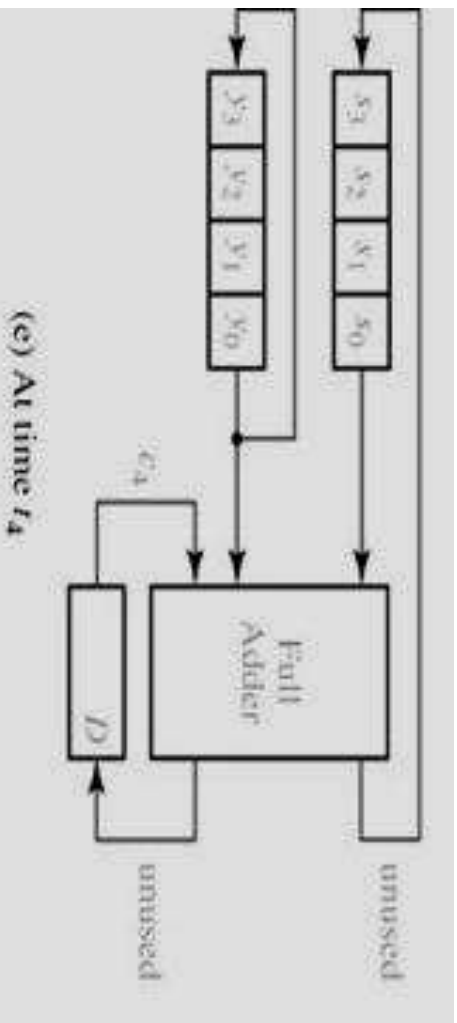 s₃ s₂ s₁ s₀
unused
Full
Adder
y₃ y₂ y₁ y₀
c₄
D
unused
(e) At time t₄